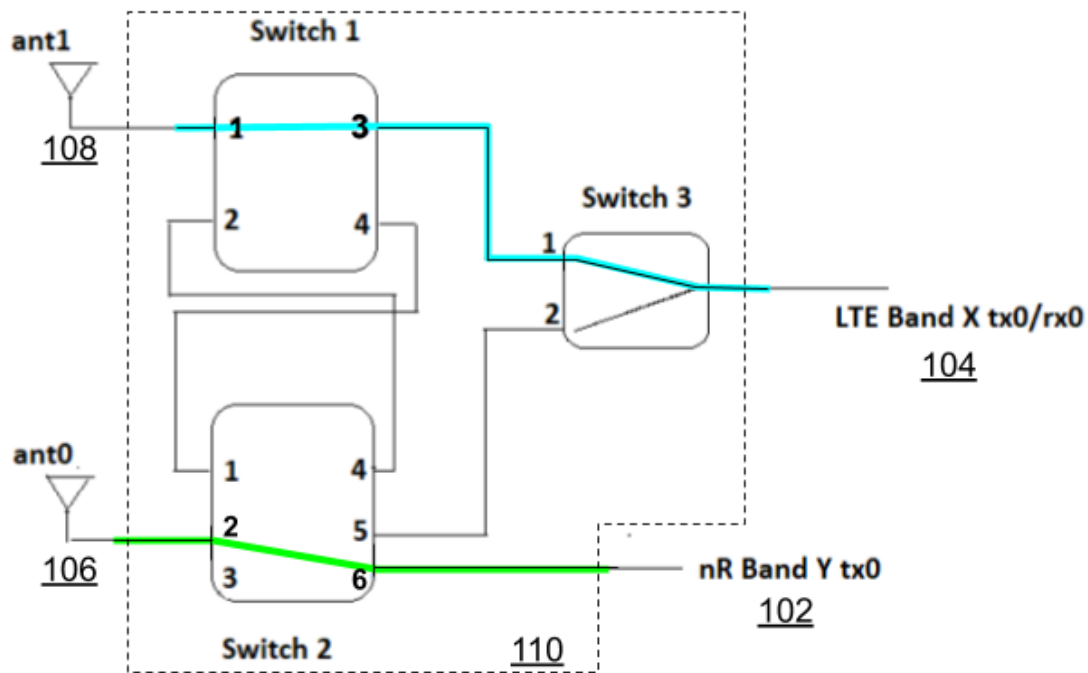 Switch 1
ant1
108
1 3
2 4
Switch 3
1
2
LTE Band X tx0/rx0
104
ant0
106
1 4
2 5
3 6
nR Band Y tx0
102
Switch 2
110